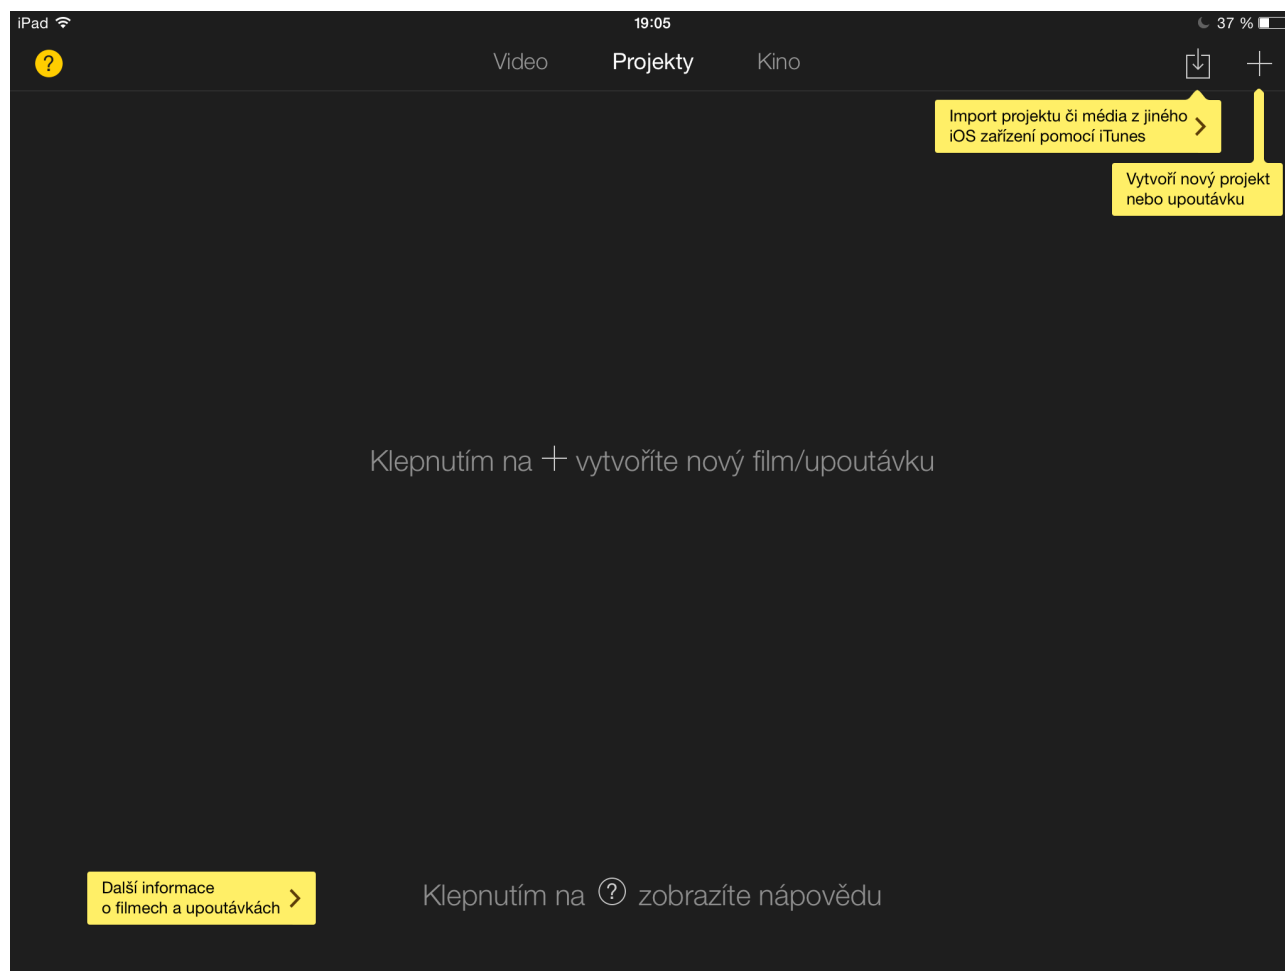 iPad 19:05 37 %
? Video Projekty Kino
Import projektu či média z jiného
iOS zařízení pomocí iTunes
Vytvoří nový projekt
nebo upoutávku
Klepnutím na + vytvoříte nový film/upoutávku
Další informace
o filmech a upoutávkách
Klepnutím na ? zobrazíte nápovědu